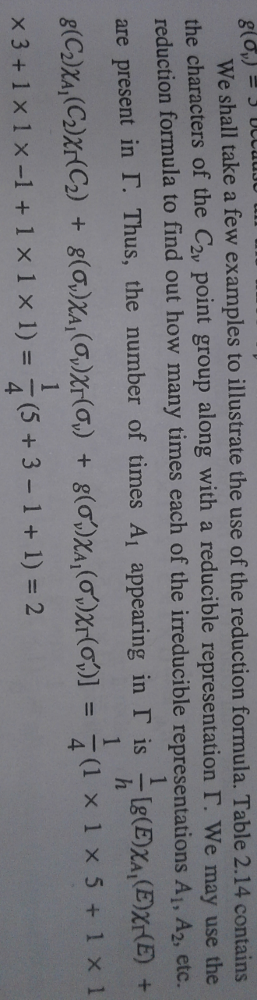 g(σᵥ) = 3 because
We shall take a few examples to illustrate the use of the reduction formula. Table 2.14 contains
the characters of the C₂ᵥ point group along with a reducible representation Γ. We may use the
reduction formula to find out how many times each of the irreducible representations A₁, A₂, etc.
are present in Γ. Thus, the number of times A₁ appearing in Γ is 1/h [g(E)χA₁(E)χΓ(E) +
g(C₂)χA₁(C₂)χΓ(C₂) + g(σᵥ)χA₁(σᵥ)χΓ(σᵥ) + g(σ′ᵥ)χA₁(σ′ᵥ)χΓ(σ′ᵥ)] = 1/4 (1 × 1 × 5 + 1 × 1
× 3 + 1 × 1 × −1 + 1 × 1 × 1) = 1/4 (5 + 3 − 1 + 1) = 2